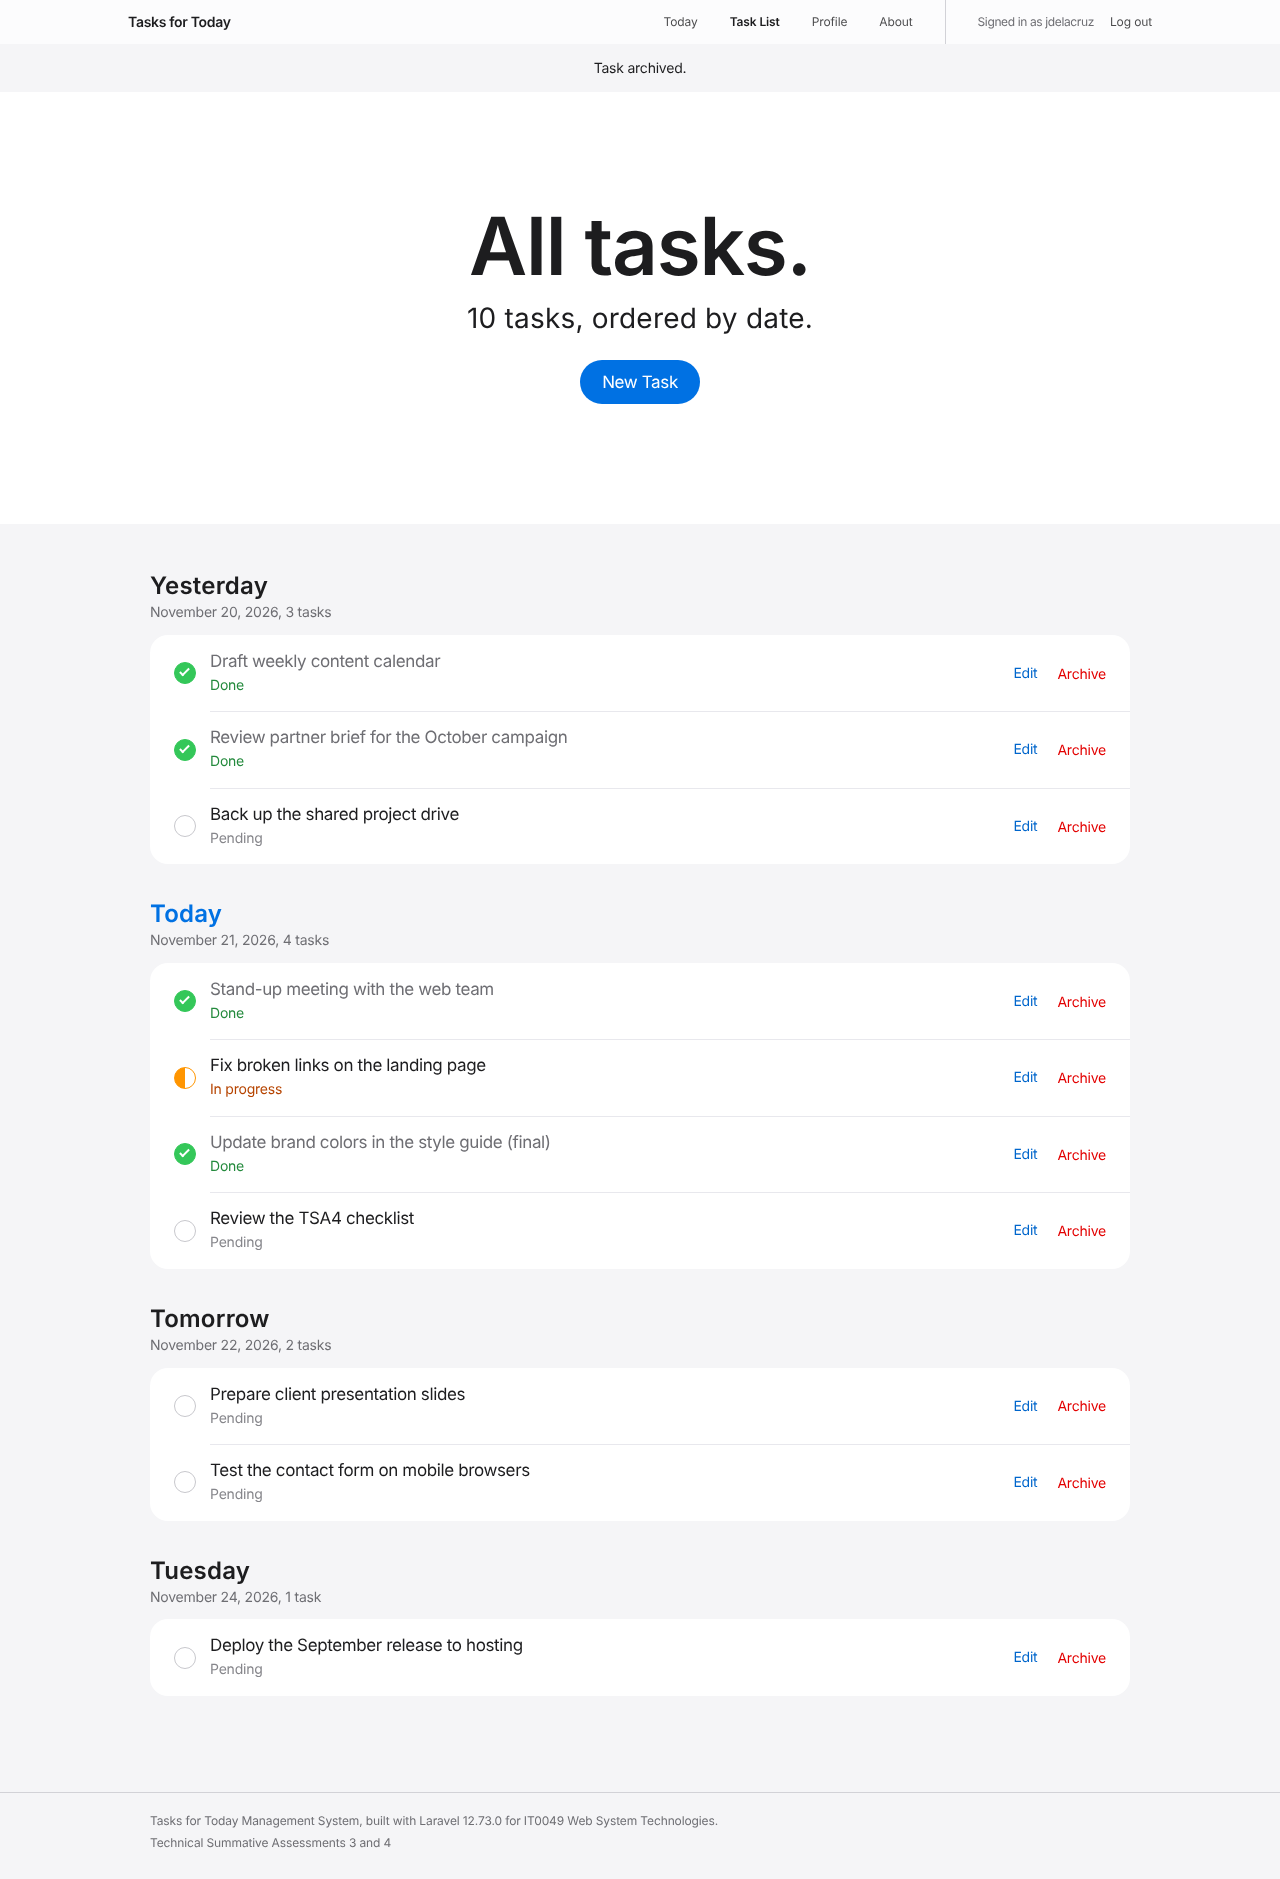 Tasks for Today
Today Task List Profile About Signed in as jdelacruz Log out
Task archived.
All tasks.
10 tasks, ordered by date.
New Task
Yesterday
November 20, 2026, 3 tasks
Draft weekly content calendar
Done
Edit Archive
Review partner brief for the October campaign
Done
Edit Archive
Back up the shared project drive
Pending
Edit Archive
Today
November 21, 2026, 4 tasks
Stand-up meeting with the web team
Done
Edit Archive
Fix broken links on the landing page
In progress
Edit Archive
Update brand colors in the style guide (final)
Done
Edit Archive
Review the TSA4 checklist
Pending
Edit Archive
Tomorrow
November 22, 2026, 2 tasks
Prepare client presentation slides
Pending
Edit Archive
Test the contact form on mobile browsers
Pending
Edit Archive
Tuesday
November 24, 2026, 1 task
Deploy the September release to hosting
Pending
Edit Archive
Tasks for Today Management System, built with Laravel 12.73.0 for IT0049 Web System Technologies.
Technical Summative Assessments 3 and 4